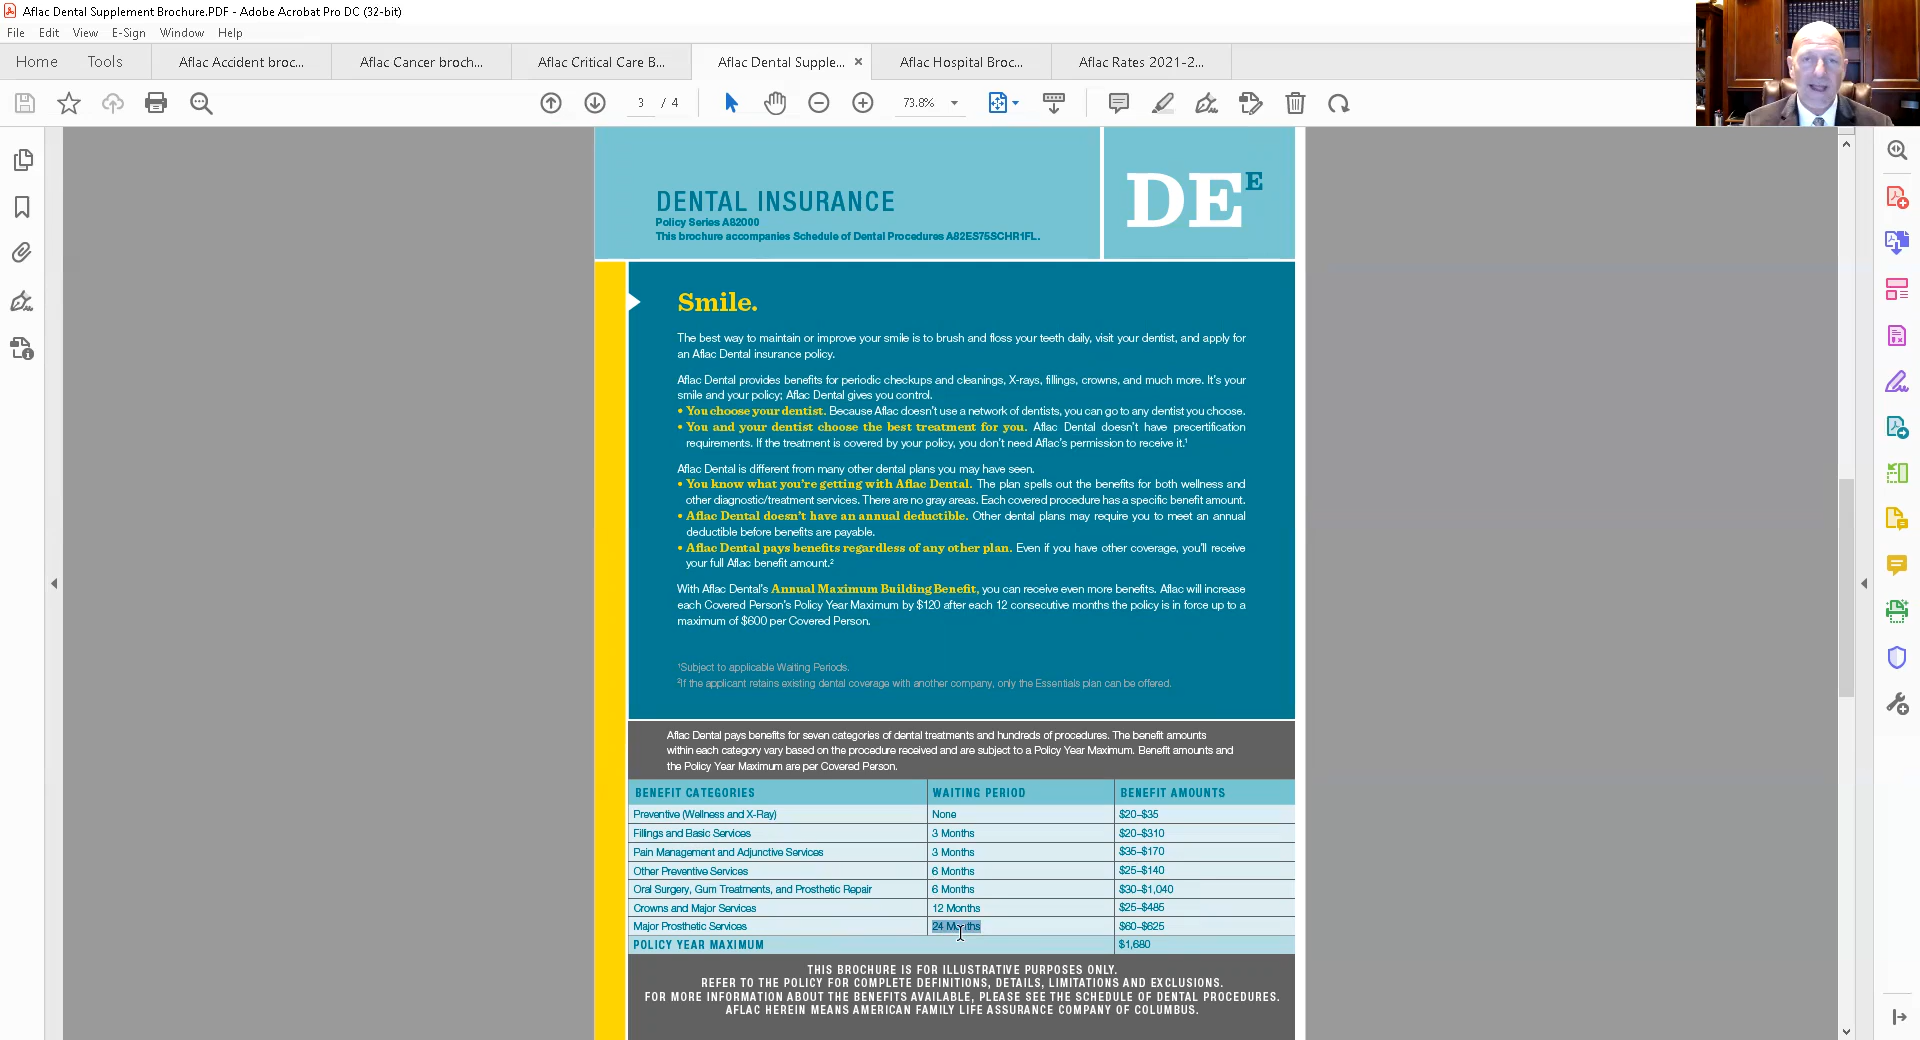 Aflac Dental Supplement Brochure.PDF - Adobe Acrobat Pro DC (32-bit)
File Edit View E-Sign Window Help
Home Tools Aflac Accident broc... Aflac Cancer broch... Aflac Critical Care B... Aflac Dental Supple... × Aflac Hospital Broc... Aflac Rates 2021-2...
3 / 4 73.8%
DENTAL INSURANCE
Policy Series A82000
This brochure accompanies Schedule of Dental Procedures A82ES75SCHR1FL.
DE E
Smile.
The best way to maintain or improve your smile is to brush and floss your teeth daily, visit your dentist, and apply for
an Aflac Dental insurance policy.
Aflac Dental provides benefits for periodic checkups and cleanings, X-rays, fillings, crowns, and much more. It's your
smile and your policy; Aflac Dental gives you control.
• You choose your dentist. Because Aflac doesn't use a network of dentists, you can go to any dentist you choose.
• You and your dentist choose the best treatment for you. Aflac Dental doesn't have precertification
requirements. If the treatment is covered by your policy, you don't need Aflac's permission to receive it.¹
Aflac Dental is different from many other dental plans you may have seen.
• You know what you're getting with Aflac Dental. The plan spells out the benefits for both wellness and
other diagnostic/treatment services. There are no gray areas. Each covered procedure has a specific benefit amount.
• Aflac Dental doesn't have an annual deductible. Other dental plans may require you to meet an annual
deductible before benefits are payable.
• Aflac Dental pays benefits regardless of any other plan. Even if you have other coverage, you'll receive
your full Aflac benefit amount.²
With Aflac Dental's Annual Maximum Building Benefit, you can receive even more benefits. Aflac will increase
each Covered Person's Policy Year Maximum by $120 after each 12 consecutive months the policy is in force up to a
maximum of $600 per Covered Person.
¹Subject to applicable Waiting Periods.
²If the applicant retains existing dental coverage with another company, only the Essentials plan can be offered.
Aflac Dental pays benefits for seven categories of dental treatments and hundreds of procedures. The benefit amounts
within each category vary based on the procedure received and are subject to a Policy Year Maximum. Benefit amounts and
the Policy Year Maximum are per Covered Person.
BENEFIT CATEGORIES WAITING PERIOD BENEFIT AMOUNTS
Preventive (Wellness and X-Ray) None $20–$35
Fillings and Basic Services 3 Months $20–$310
Pain Management and Adjunctive Services 3 Months $35–$170
Other Preventive Services 6 Months $25–$140
Oral Surgery, Gum Treatments, and Prosthetic Repair 6 Months $30–$1,040
Crowns and Major Services 12 Months $25–$485
Major Prosthetic Services 24 Months $60–$625
POLICY YEAR MAXIMUM $1,680
THIS BROCHURE IS FOR ILLUSTRATIVE PURPOSES ONLY.
REFER TO THE POLICY FOR COMPLETE DEFINITIONS, DETAILS, LIMITATIONS AND EXCLUSIONS.
FOR MORE INFORMATION ABOUT THE BENEFITS AVAILABLE, PLEASE SEE THE SCHEDULE OF DENTAL PROCEDURES.
AFLAC HEREIN MEANS AMERICAN FAMILY LIFE ASSURANCE COMPANY OF COLUMBUS.